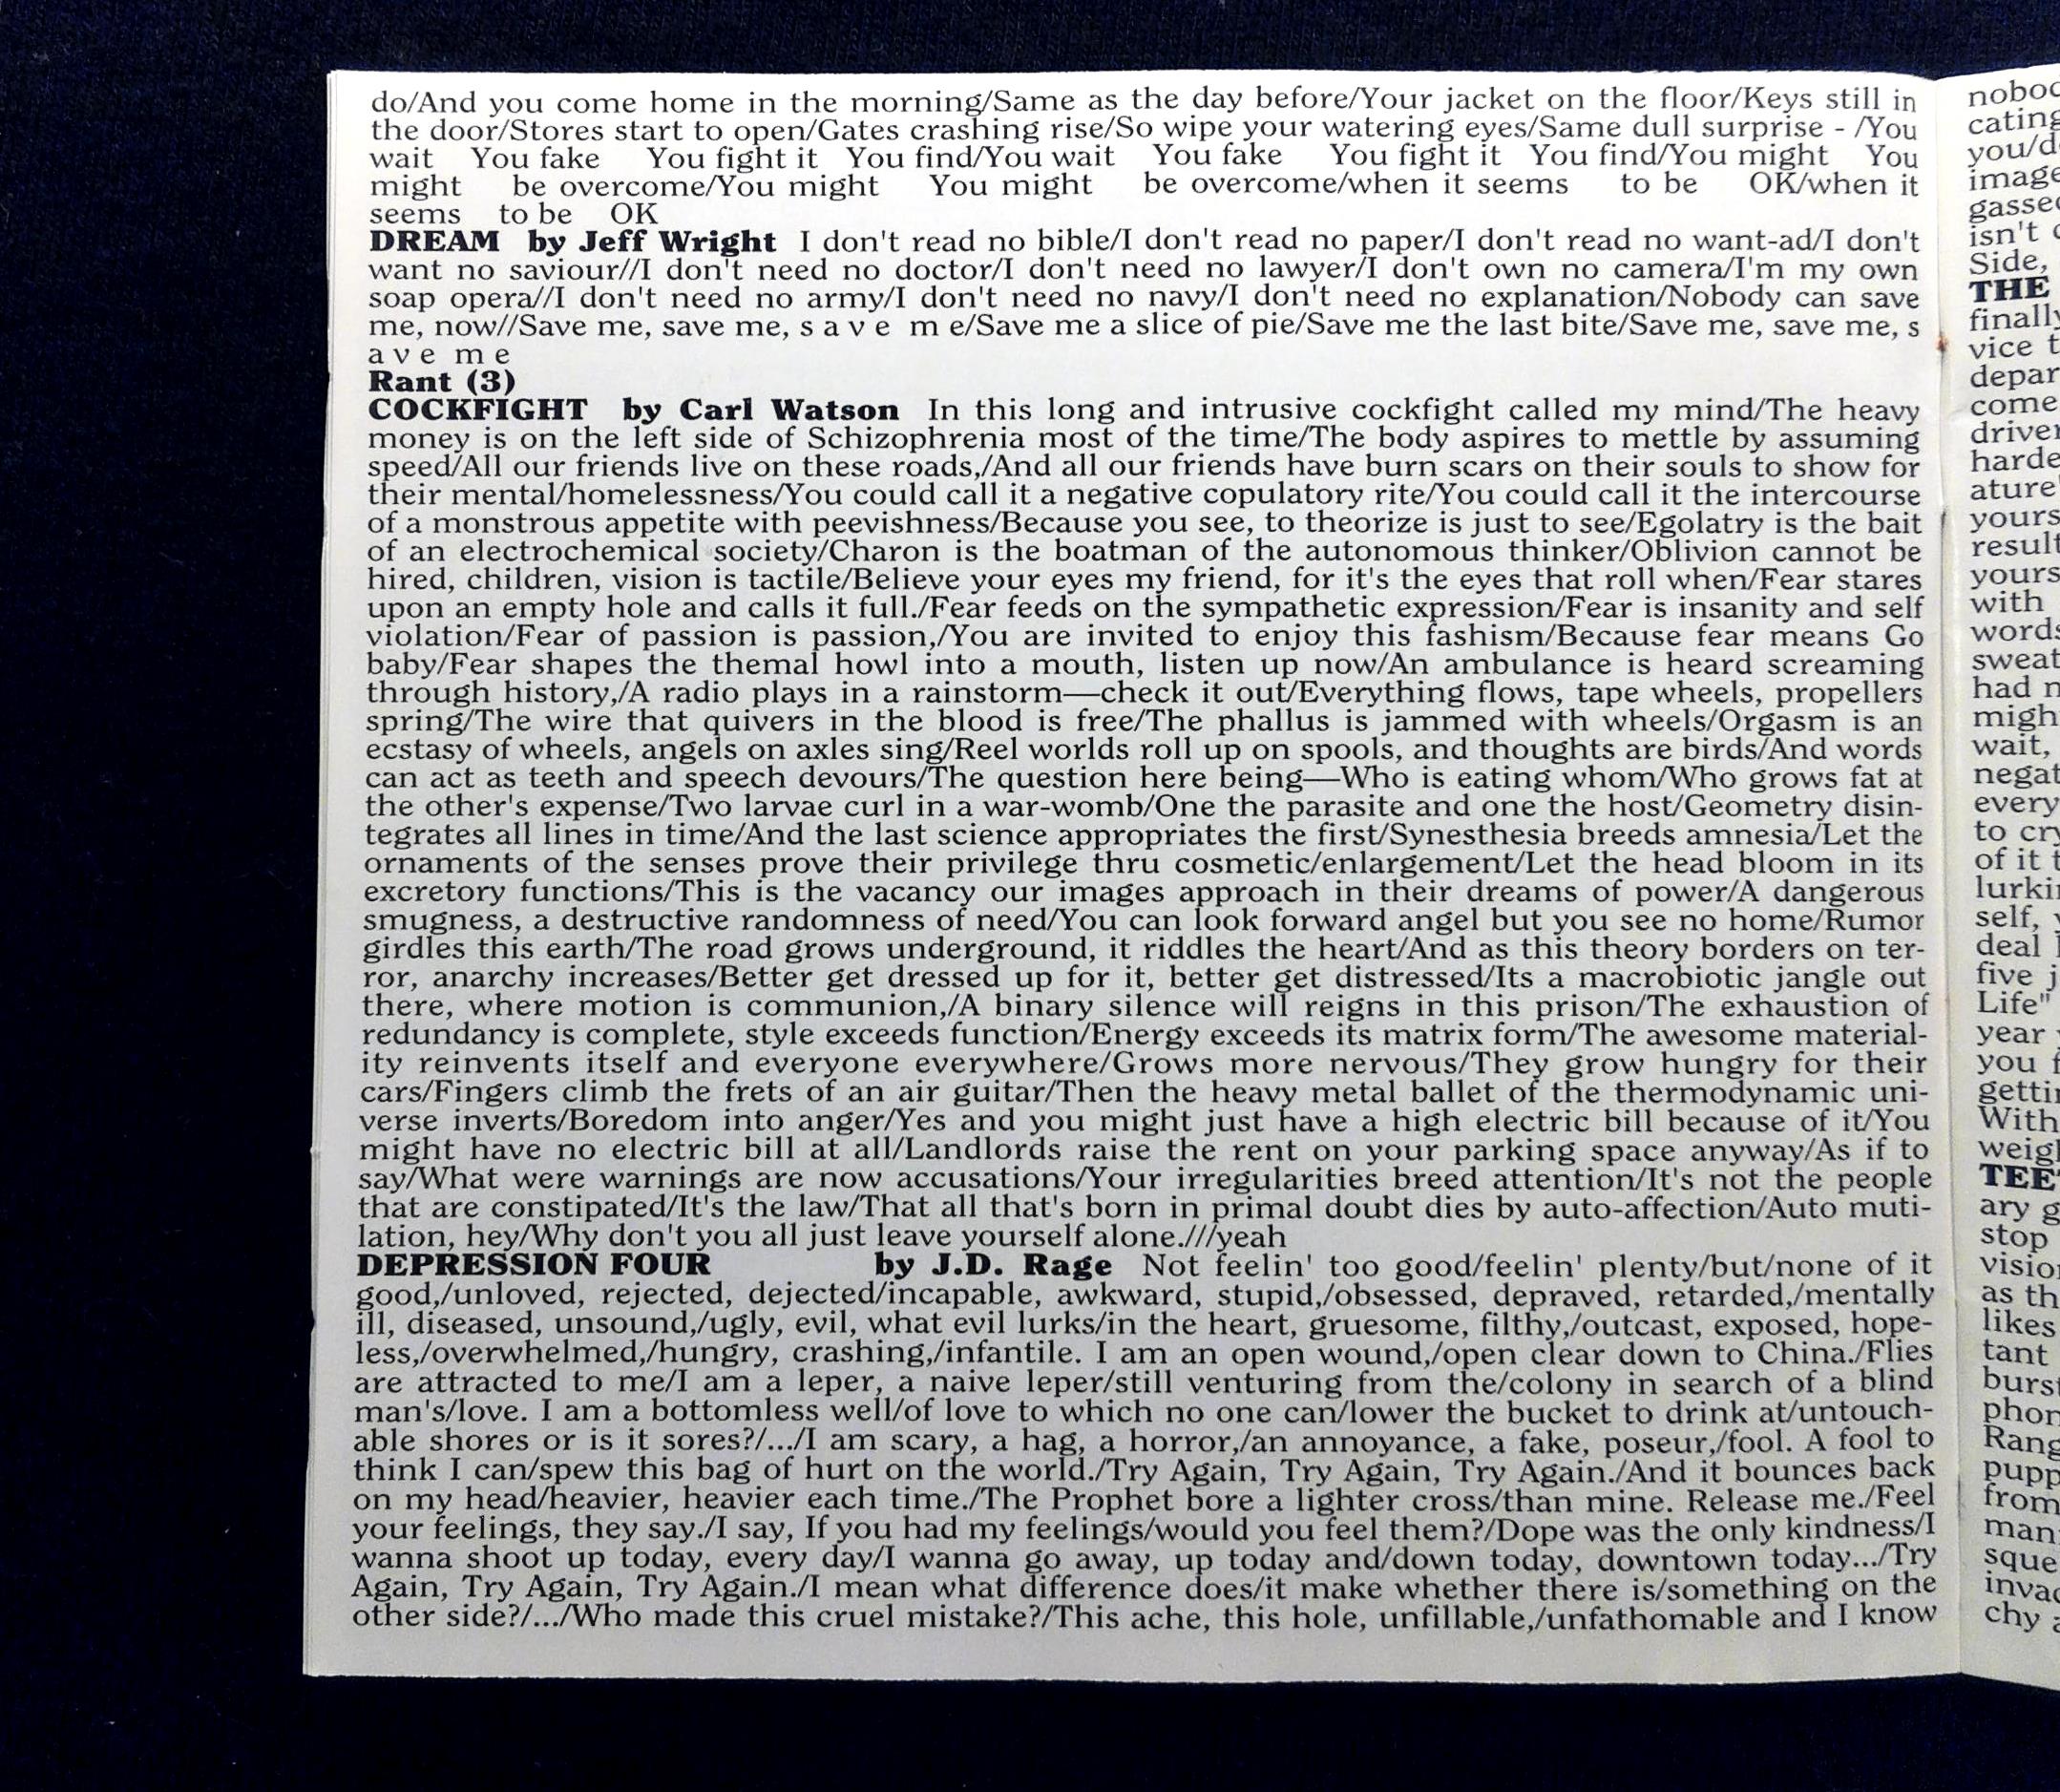 do/And you come home in the morning/Same as the day before/Your jacket on the floor/Keys still in
the door/Stores start to open/Gates crashing rise/So wipe your watering eyes/Same dull surprise - /You
wait You fake You fight it You find/You wait You fake You fight it You find/You might You
might be overcome/You might You might be overcome/when it seems to be OK/when it
seems to be OK
DREAM by Jeff Wright I don't read no bible/I don't read no paper/I don't read no want-ad/I don't
want no saviour//I don't need no doctor/I don't need no lawyer/I don't own no camera/I'm my own
soap opera//I don't need no army/I don't need no navy/I don't need no explanation/Nobody can save
me, now//Save me, save me, s a v e m e/Save me a slice of pie/Save me the last bite/Save me, save me, s
a v e m e
Rant (3)
COCKFIGHT by Carl Watson In this long and intrusive cockfight called my mind/The heavy
money is on the left side of Schizophrenia most of the time/The body aspires to mettle by assuming
speed/All our friends live on these roads,/And all our friends have burn scars on their souls to show for
their mental/homelessness/You could call it a negative copulatory rite/You could call it the intercourse
of a monstrous appetite with peevishness/Because you see, to theorize is just to see/Egolatry is the bait
of an electrochemical society/Charon is the boatman of the autonomous thinker/Oblivion cannot be
hired, children, vision is tactile/Believe your eyes my friend, for it's the eyes that roll when/Fear stares
upon an empty hole and calls it full./Fear feeds on the sympathetic expression/Fear is insanity and self
violation/Fear of passion is passion,/You are invited to enjoy this fashism/Because fear means Go
baby/Fear shapes the themal howl into a mouth, listen up now/An ambulance is heard screaming
through history,/A radio plays in a rainstorm—check it out/Everything flows, tape wheels, propellers
spring/The wire that quivers in the blood is free/The phallus is jammed with wheels/Orgasm is an
ecstasy of wheels, angels on axles sing/Reel worlds roll up on spools, and thoughts are birds/And words
can act as teeth and speech devours/The question here being—Who is eating whom/Who grows fat at
the other's expense/Two larvae curl in a war-womb/One the parasite and one the host/Geometry disin-
tegrates all lines in time/And the last science appropriates the first/Synesthesia breeds amnesia/Let the
ornaments of the senses prove their privilege thru cosmetic/enlargement/Let the head bloom in its
excretory functions/This is the vacancy our images approach in their dreams of power/A dangerous
smugness, a destructive randomness of need/You can look forward angel but you see no home/Rumor
girdles this earth/The road grows underground, it riddles the heart/And as this theory borders on ter-
ror, anarchy increases/Better get dressed up for it, better get distressed/Its a macrobiotic jangle out
there, where motion is communion,/A binary silence will reigns in this prison/The exhaustion of
redundancy is complete, style exceeds function/Energy exceeds its matrix form/The awesome material-
ity reinvents itself and everyone everywhere/Grows more nervous/They grow hungry for their
cars/Fingers climb the frets of an air guitar/Then the heavy metal ballet of the thermodynamic uni-
verse inverts/Boredom into anger/Yes and you might just have a high electric bill because of it/You
might have no electric bill at all/Landlords raise the rent on your parking space anyway/As if to
say/What were warnings are now accusations/Your irregularities breed attention/It's not the people
that are constipated/It's the law/That all that's born in primal doubt dies by auto-affection/Auto muti-
lation, hey/Why don't you all just leave yourself alone.///yeah
DEPRESSION FOUR by J.D. Rage Not feelin' too good/feelin' plenty/but/none of it
good,/unloved, rejected, dejected/incapable, awkward, stupid,/obsessed, depraved, retarded,/mentally
ill, diseased, unsound,/ugly, evil, what evil lurks/in the heart, gruesome, filthy,/outcast, exposed, hope-
less,/overwhelmed,/hungry, crashing,/infantile. I am an open wound,/open clear down to China./Flies
are attracted to me/I am a leper, a naive leper/still venturing from the/colony in search of a blind
man's/love. I am a bottomless well/of love to which no one can/lower the bucket to drink at/untouch-
able shores or is it sores?/.../I am scary, a hag, a horror,/an annoyance, a fake, poseur,/fool. A fool to
think I can/spew this bag of hurt on the world./Try Again, Try Again, Try Again./And it bounces back
on my head/heavier, heavier each time./The Prophet bore a lighter cross/than mine. Release me./Feel
your feelings, they say./I say, If you had my feelings/would you feel them?/Dope was the only kindness/I
wanna shoot up today, every day/I wanna go away, up today and/down today, downtown today.../Try
Again, Try Again, Try Again./I mean what difference does/it make whether there is/something on the
other side?/.../Who made this cruel mistake?/This ache, this hole, unfillable,/unfathomable and I know
isn't
Side,
THE
vice
come
with
had
wait,
every
of it
self,
deal
five
Life"
year
you
With
stop
as
likes
from